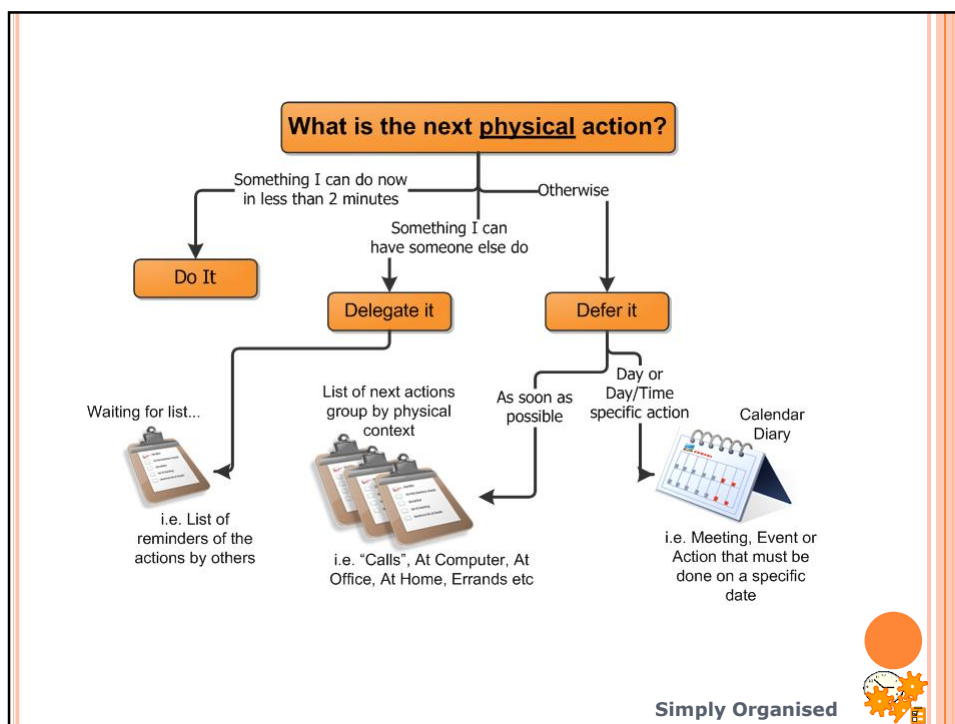 What is the next physical action?
Something I can do now
in less than 2 minutes
Otherwise
Something I can
have someone else do
Do It
Delegate it
Defer it
Waiting for list...
List of next actions
group by physical
context
As soon as
possible
Day or
Day/Time
specific action
Calendar
Diary
i.e. List of
reminders of the
actions by others
i.e. “Calls”, At Computer, At
Office, At Home, Errands etc
i.e. Meeting, Event or
Action that must be
done on a specific
date
Simply Organised